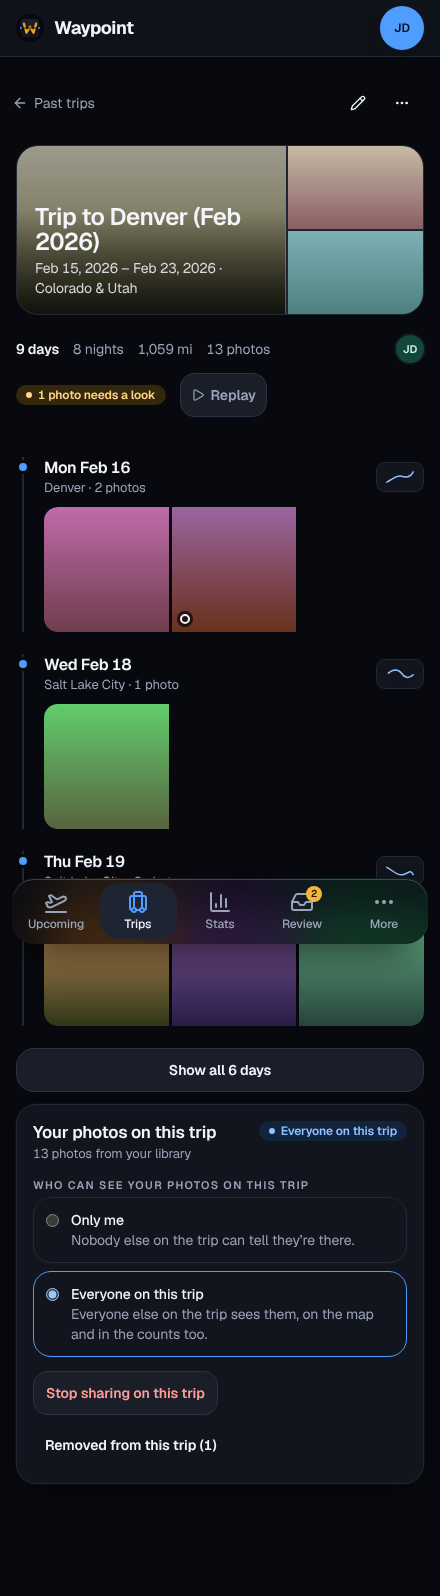 Waypoint
JD
Past trips
Trip to Denver (Feb
2026)
Feb 15, 2026 – Feb 23, 2026 ·
Colorado & Utah
9 days 8 nights 1,059 mi 13 photos
JD
1 photo needs a look
Replay
Mon Feb 16
Denver · 2 photos
Wed Feb 18
Salt Lake City · 1 photo
Thu Feb 19
Upcoming
Trips
Stats
2
Review
More
Show all 6 days
Your photos on this trip
Everyone on this trip
13 photos from your library
WHO CAN SEE YOUR PHOTOS ON THIS TRIP
Only me
Nobody else on the trip can tell they're there.
Everyone on this trip
Everyone else on the trip sees them, on the map
and in the counts too.
Stop sharing on this trip
Removed from this trip (1)